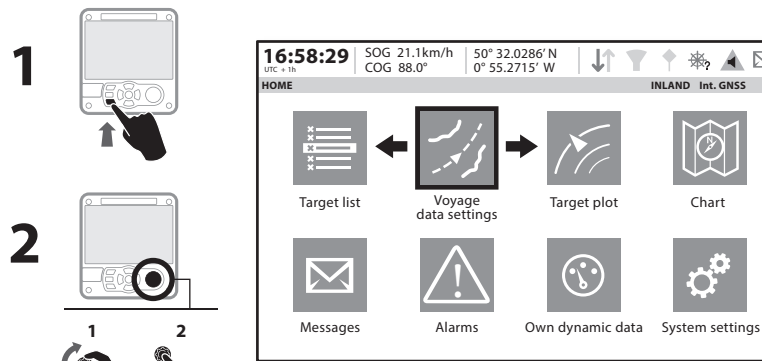 1
16:58:29
UTC + 1h
SOG 21.1km/h
COG 88.0°
50° 32.0286′ N
0° 55.2715′ W
?
HOME
INLAND Int. GNSS
N
Target list
Voyage
data settings
Target plot
Chart
2
Messages
Alarms
Own dynamic data
System settings
1 2